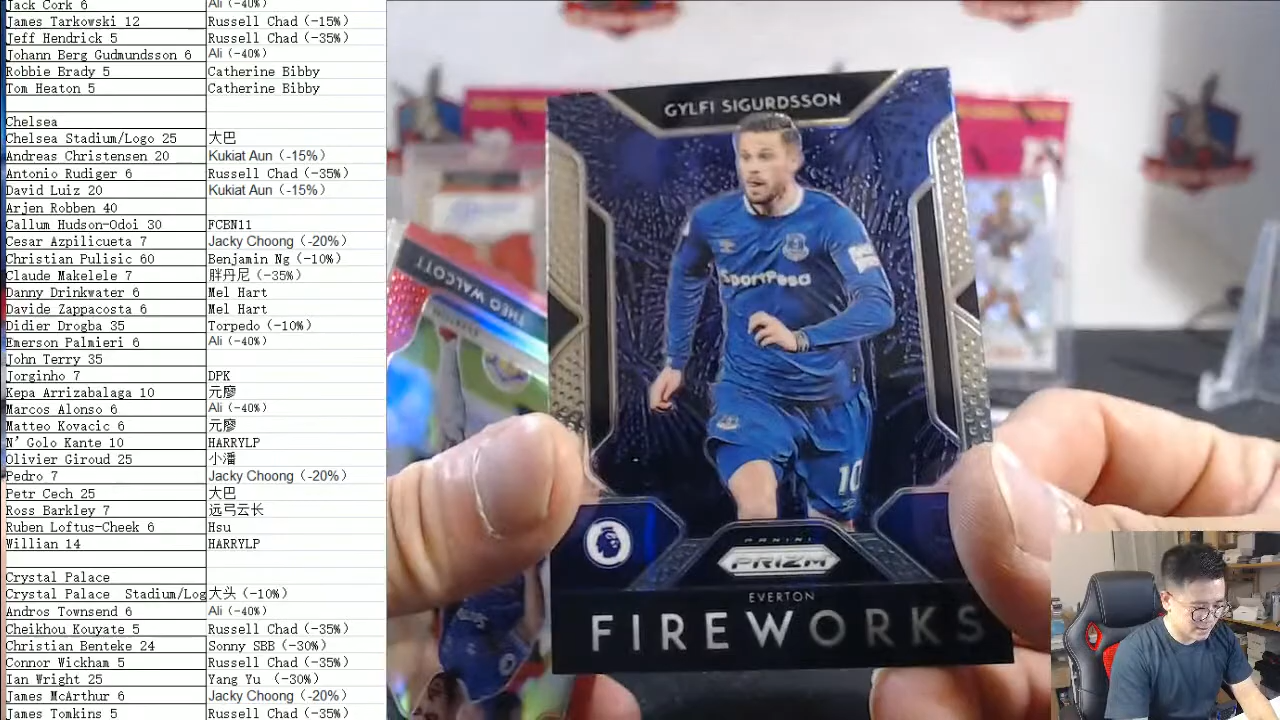 Jack Cork 6 Ali (-40%)
James Tarkowski 12 Russell Chad (-15%)
Jeff Hendrick 5 Russell Chad (-35%)
Johann Berg Gudmundsson 6 Ali (-40%)
Robbie Brady 5 Catherine Bibby
Tom Heaton 5 Catherine Bibby
Chelsea
Chelsea Stadium/Logo 25 大巴
Andreas Christensen 20 Kukiat Aun (-15%)
Antonio Rudiger 6 Russell Chad (-35%)
David Luiz 20 Kukiat Aun (-15%)
Arjen Robben 40
Callum Hudson-Odoi 30 FCBN11
Cesar Azpilicueta 7 Jacky Choong (-20%)
Christian Pulisic 60 Benjamin Ng (-10%)
Claude Makelele 7 胖丹尼 (-35%)
Danny Drinkwater 6 Mel Hart
Davide Zappacosta 6 Mel Hart
Didier Drogba 35 Torpedo (-10%)
Emerson Palmieri 6 Ali (-40%)
John Terry 35
Jorginho 7 DPK
Kepa Arrizabalaga 10 元廖
Marcos Alonso 6 Ali (-40%)
Matteo Kovacic 6 元廖
N' Golo Kante 10 HARRYLP
Olivier Giroud 25 小潘
Pedro 7 Jacky Choong (-20%)
Petr Cech 25 大巴
Ross Barkley 7 远弓云长
Ruben Loftus-Cheek 6 Hsu
Willian 14 HARRYLP
Crystal Palace
Crystal Palace Stadium/Log 大头 (-10%)
Andros Townsend 6 Ali (-40%)
Cheikhou Kouyate 5 Russell Chad (-35%)
Christian Benteke 24 Sonny SBB (-30%)
Connor Wickham 5 Russell Chad (-35%)
Ian Wright 25 Yang Yu (-30%)
James McArthur 6 Jacky Choong (-20%)
James Tomkins 5 Russell Chad (-35%)
GYLFI SIGURDSSON
SportPesa
10
PANINI
PRIZM
EVERTON
FIREWORKS
THEO WALCOTT